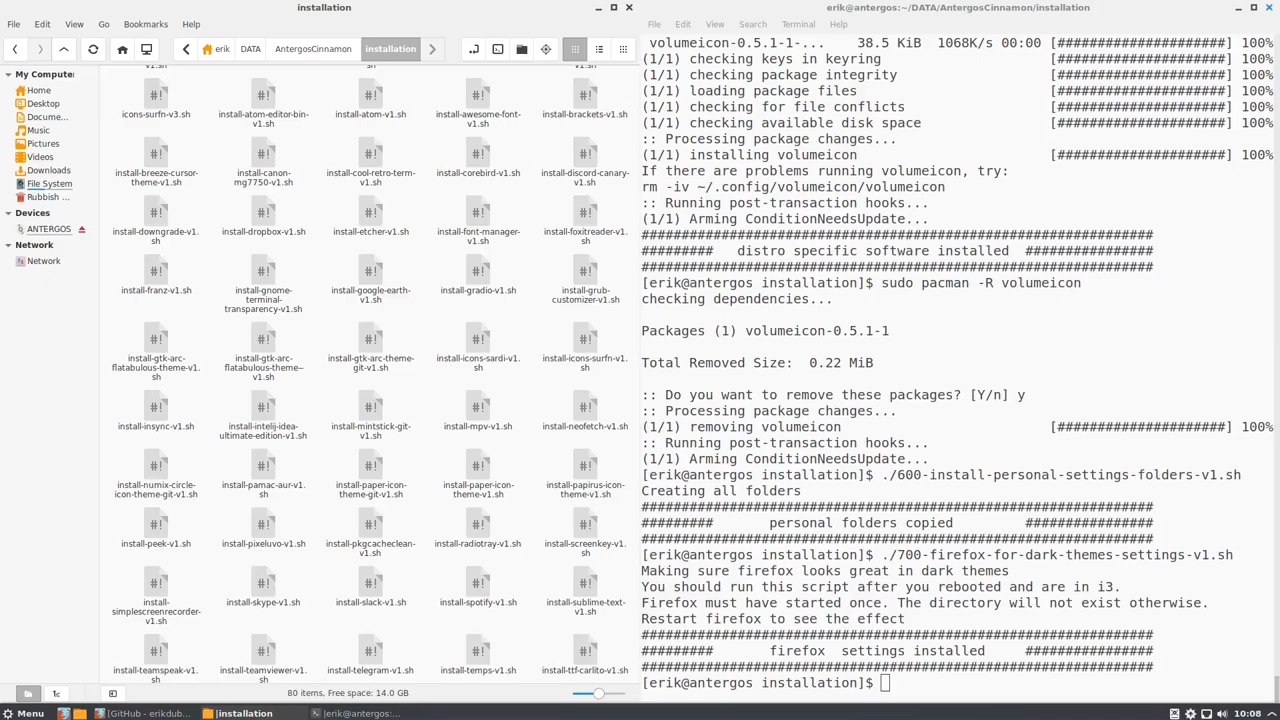 installation
File Edit View Go Bookmarks Help
erik DATA AntergosCinnamon installation
My Compute
Home
Desktop
Docume...
Music
Pictures
Videos
Downloads
File System
Rubbish ...
Devices
ANTERGOS
Network
Network
sh v1.sh
icons-surfn-v3.sh
install-atom-editor-bin-
v1.sh
install-atom-v1.sh
install-awesome-font-
v1.sh
install-brackets-v1.sh
install-breeze-cursor-
theme-v1.sh
install-canon-
mg7750-v1.sh
install-cool-retro-term-
v1.sh
install-corebird-v1.sh
install-discord-canary-
v1.sh
install-downgrade-v1.
sh
install-dropbox-v1.sh
install-etcher-v1.sh
install-font-manager-
v1.sh
install-foxitreader-v1.
sh
install-franz-v1.sh
install-gnome-
terminal-
transparency-v1.sh
install-google-earth-
v1.sh
install-gradio-v1.sh
install-grub-
customizer-v1.sh
install-gtk-arc-
flatabulous-theme-v1.
sh
install-gtk-arc-
flatabulous-theme--
v1.sh
install-gtk-arc-theme-
git-v1.sh
install-icons-sardi-v1.
sh
install-icons-surfn-v1.
sh
install-insync-v1.sh
install-intelij-idea-
ultimate-edition-v1.sh
install-mintstick-git-
v1.sh
install-mpv-v1.sh
install-neofetch-v1.
sh
install-numix-circle-
icon-theme-git-v1.sh
install-pamac-aur-v1.
sh
install-paper-icon-
theme-git-v1.sh
install-paper-icon-
theme-v1.sh
install-papirus-icon-
theme-v1.sh
install-peek-v1.sh
install-pixeluvo-v1.sh
install-pkgcacheclean-
v1.sh
install-radiotray-v1.sh
install-screenkey-v1.
sh
install-
simplescreenrecorder-
v1.sh
install-skype-v1.sh
install-slack-v1.sh
install-spotify-v1.sh
install-sublime-text-
v1.sh
install-teamspeak-v1.
sh
install-teamviewer-v1.
sh
install-telegram-v1.sh
install-temps-v1.sh
install-ttf-carlito-v1.
sh
80 items, Free space: 14.0 GB
erik@antergos:~/DATA/AntergosCinnamon/installation
File Edit View Search Terminal Help
volumeicon-0.5.1-1-... 38.5 KiB 1068K/s 00:00 [######################] 100%
(1/1) checking keys in keyring [######################] 100%
(1/1) checking package integrity [######################] 100%
(1/1) loading package files [######################] 100%
(1/1) checking for file conflicts [######################] 100%
(1/1) checking available disk space [######################] 100%
:: Processing package changes...
(1/1) installing volumeicon [######################] 100%
If there are problems running volumeicon, try:
rm -iv ~/.config/volumeicon/volumeicon
:: Running post-transaction hooks...
(1/1) Arming ConditionNeedsUpdate...
################################################################
######### distro specific software installed ################
################################################################
[erik@antergos installation]$ sudo pacman -R volumeicon
checking dependencies...
Packages (1) volumeicon-0.5.1-1
Total Removed Size: 0.22 MiB
:: Do you want to remove these packages? [Y/n] y
:: Processing package changes...
(1/1) removing volumeicon [######################] 100%
:: Running post-transaction hooks...
(1/1) Arming ConditionNeedsUpdate...
[erik@antergos installation]$ ./600-install-personal-settings-folders-v1.sh
Creating all folders
################################################################
######### personal folders copied ################
################################################################
[erik@antergos installation]$ ./700-firefox-for-dark-themes-settings-v1.sh
Making sure firefox looks great in dark themes
You should run this script after you rebooted and are in i3.
Firefox must have started once. The directory will not exist otherwise.
Restart firefox to see the effect
################################################################
######### firefox settings installed ################
################################################################
[erik@antergos installation]$
Menu [GitHub - erikdub... installation [erik@antergos:... 10:08